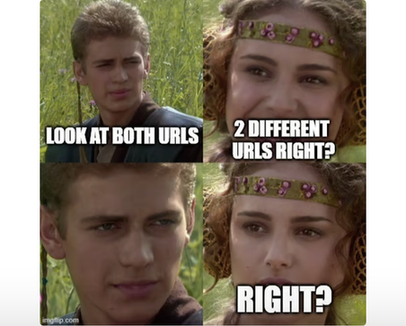 LOOK AT BOTH URLS
2 DIFFERENT
URLS RIGHT?
RIGHT?
imgflip.com